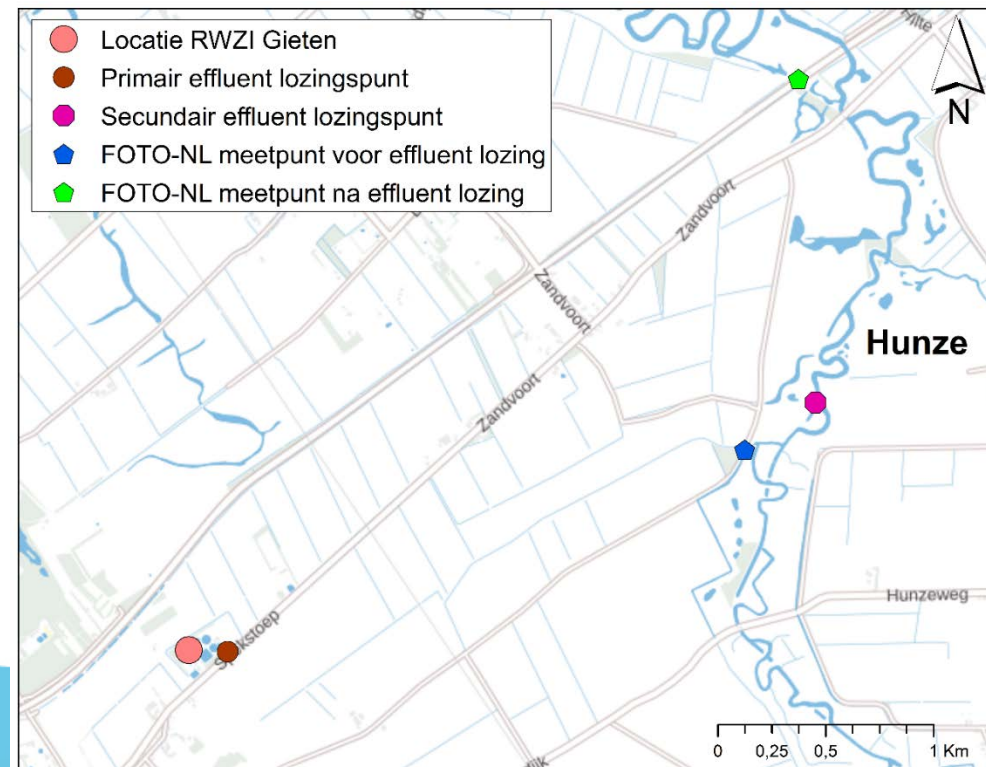 Locatie RWZI Gieten
Primair effluent lozingspunt
Secundair effluent lozingspunt
FOTO-NL meetpunt voor effluent lozing
FOTO-NL meetpunt na effluent lozing
Hilte
N
Zandvoort
Zandvoort
Hunze
Zandvoort
Hunzeweg
0 0,25 0,5 1 Km